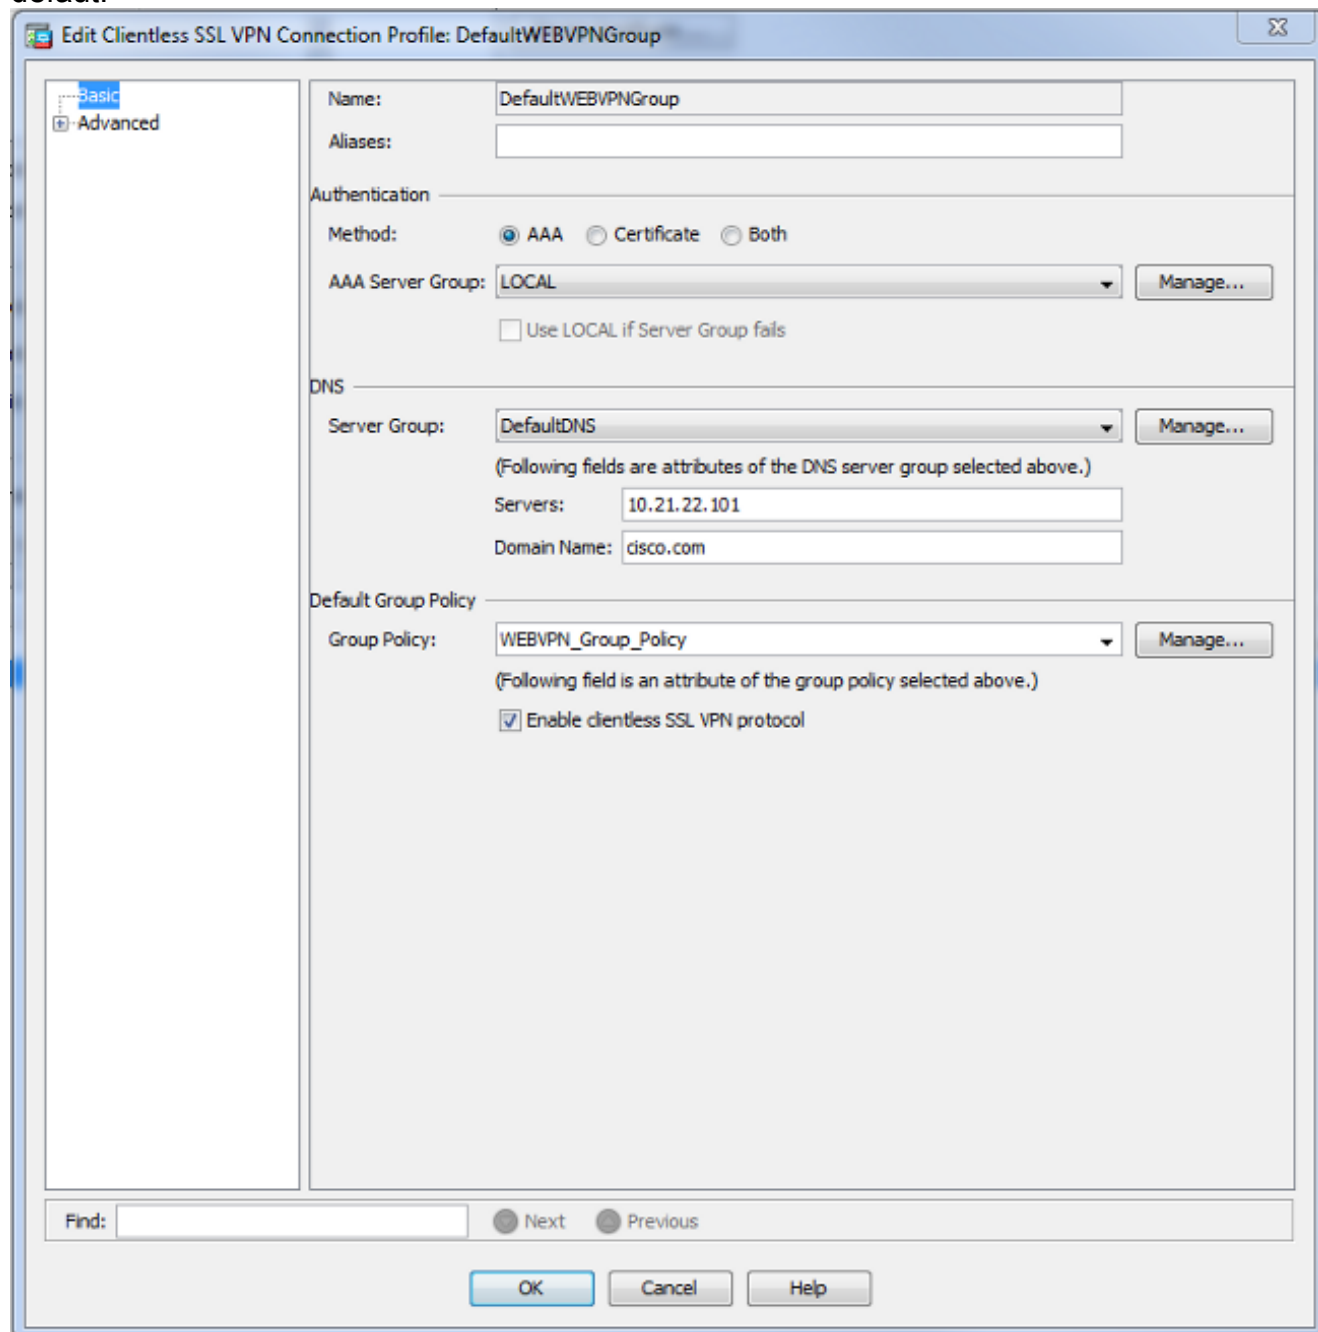 default.
Edit Clientless SSL VPN Connection Profile: DefaultWEBVPNGroup
Basic
Advanced
Name: DefaultWEBVPNGroup
Aliases:
Authentication
Method: AAA Certificate Both
AAA Server Group: LOCAL Manage...
Use LOCAL if Server Group fails
DNS
Server Group: DefaultDNS Manage...
(Following fields are attributes of the DNS server group selected above.)
Servers: 10.21.22.101
Domain Name: cisco.com
Default Group Policy
Group Policy: WEBVPN_Group_Policy Manage...
(Following field is an attribute of the group policy selected above.)
Enable clientless SSL VPN protocol
Find: Next Previous
OK Cancel Help